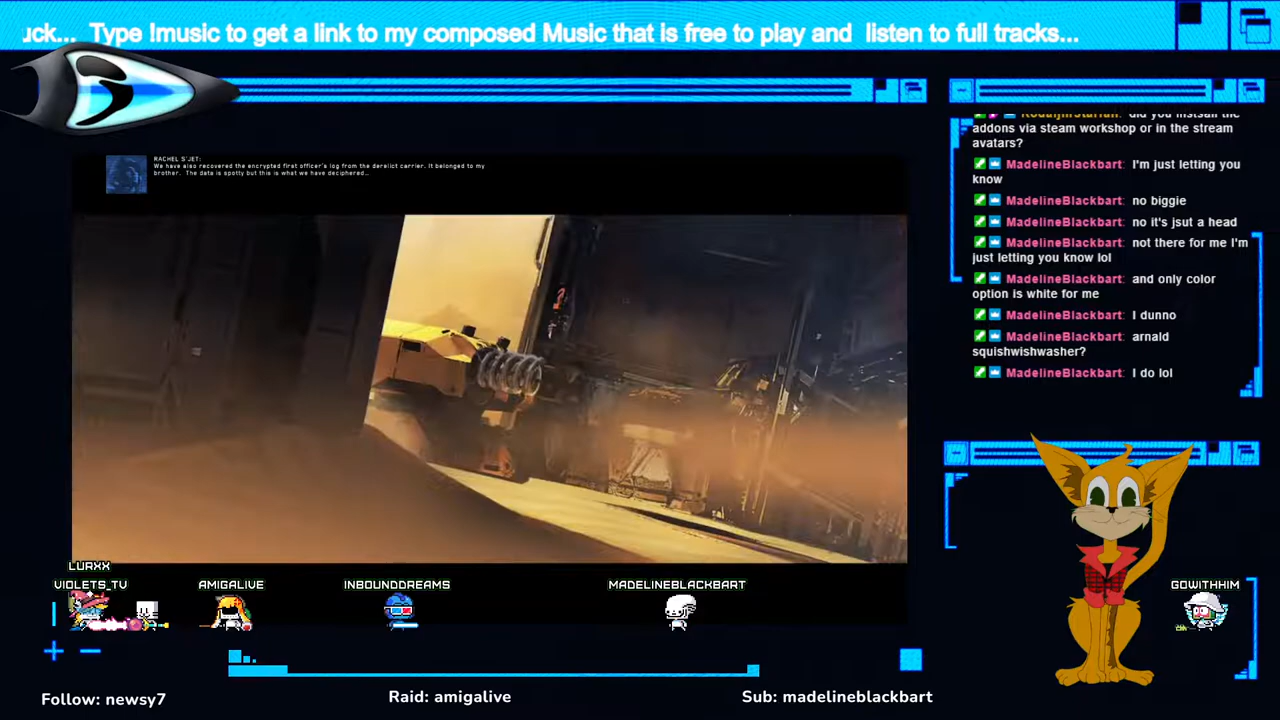 uck... Type !music to get a link to my composed Music that is free to play and listen to full tracks...
RACHEL S'JET:
We have also recovered the encrypted first officer's log from the derelict carrier. It belonged to my
brother. The data is spotty but this is what we have deciphered...
did you install the
addons via steam workshop or in the stream
avatars?
MadelineBlackbart: I'm just letting you
know
MadelineBlackbart: no biggie
MadelineBlackbart: no it's jsut a head
MadelineBlackbart: not there for me I'm
just letting you know lol
MadelineBlackbart: and only color
option is white for me
MadelineBlackbart: I dunno
MadelineBlackbart: arnald
squishwishwasher?
MadelineBlackbart: I do lol
LURXX
VIOLETS_TV
AMIGALIVE
INBOUNDDREAMS
MADELINEBLACKBART
GOWITHHIM
Follow: newsy7
Raid: amigalive
Sub: madelineblackbart